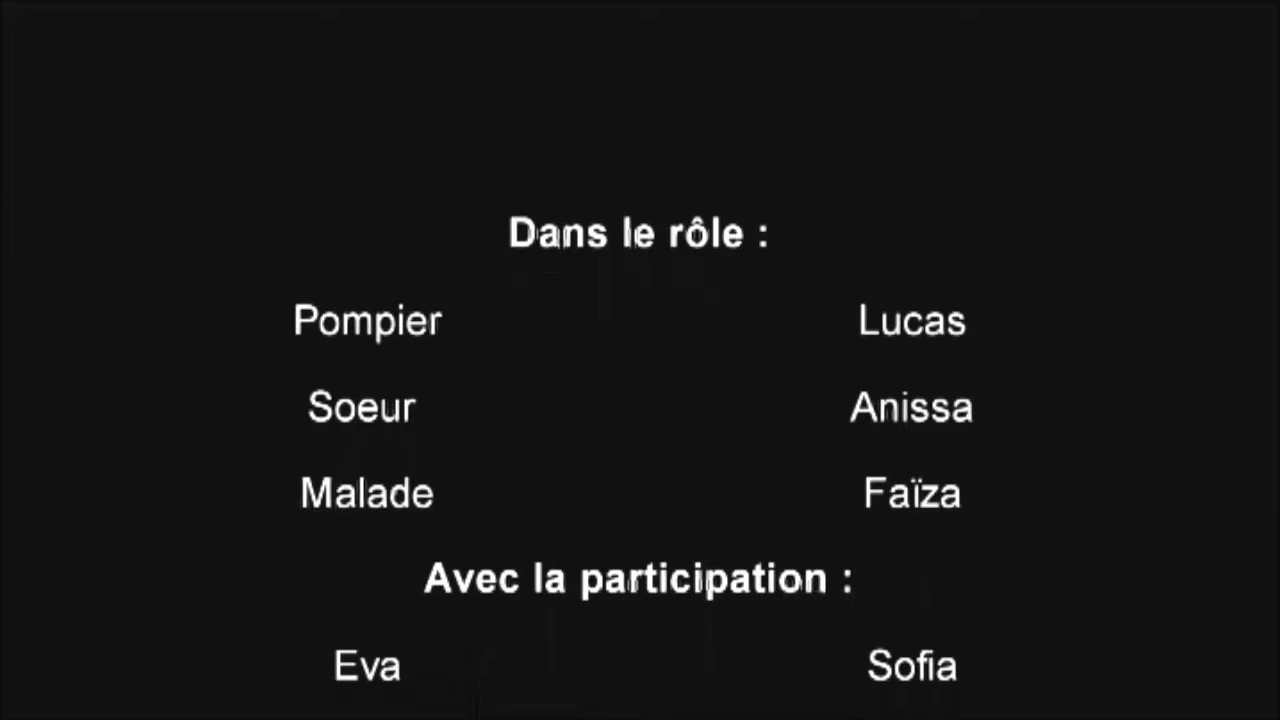 Dans le rôle :
Pompier Lucas
Soeur Anissa
Malade Faïza
Avec la participation :
Eva Sofia